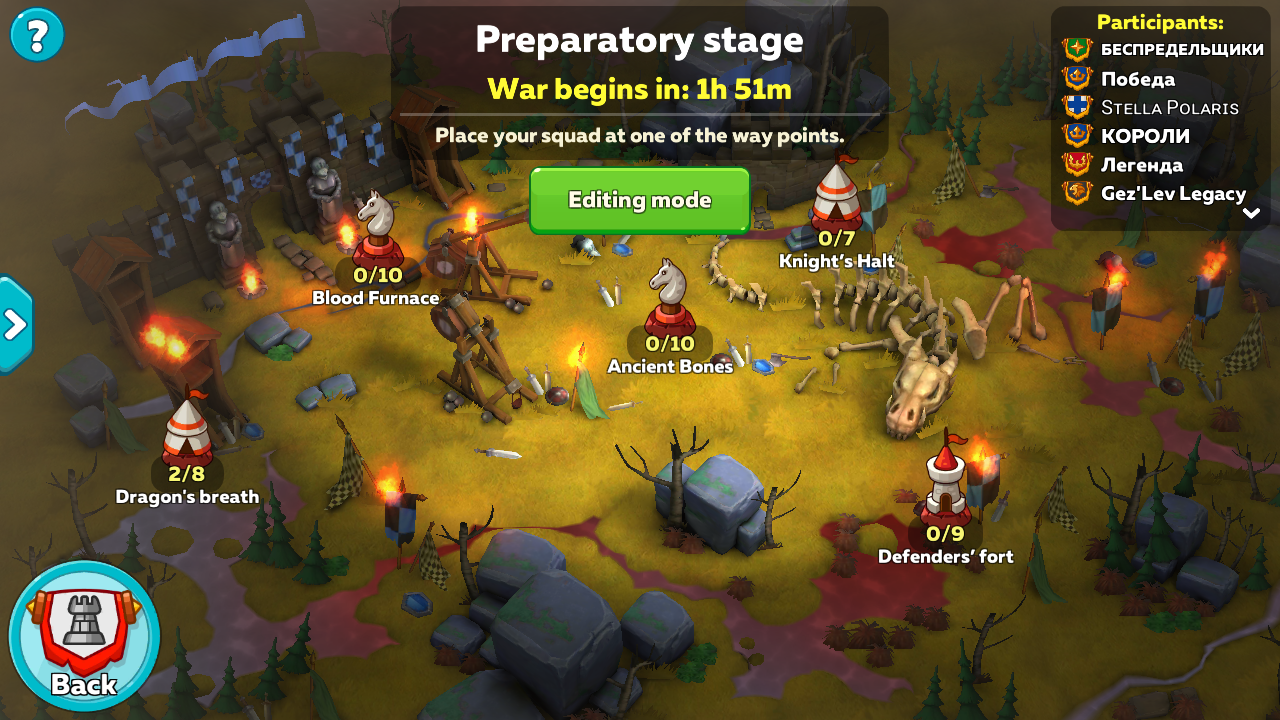 ?
Preparatory stage
War begins in: 1h 51m
Place your squad at one of the way points.
Editing mode
Participants:
БЕСПРЕДЕЛЬЩИКИ
Победа
Stella Polaris
КОРОЛИ
Легенда
Gez'Lev Legacy
0/7
Knight's Halt
0/10
Blood Furnace
0/10
Ancient Bones
2/8
Dragon's breath
0/9
Defenders' fort
Back